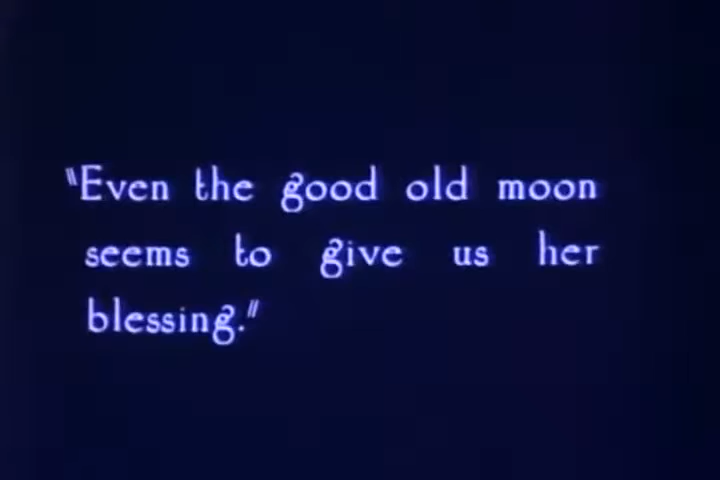 "Even the good old moon
seems to give us her
blessing."